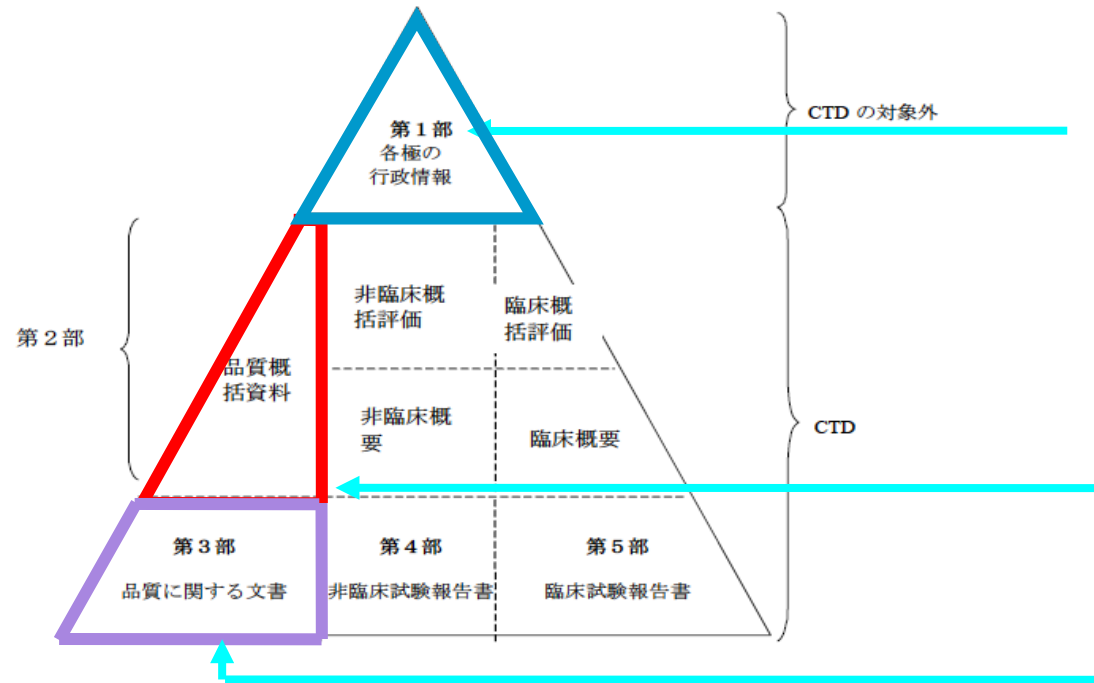 第１部
各極の
行政情報
CTD の対象外
第２部
非臨床概
括評価
臨床概
括評価
品質概
括資料
非臨床概
要
臨床概要
CTD
第３部
品質に関する文書
第４部
非臨床試験報告書
第５部
臨床試験報告書